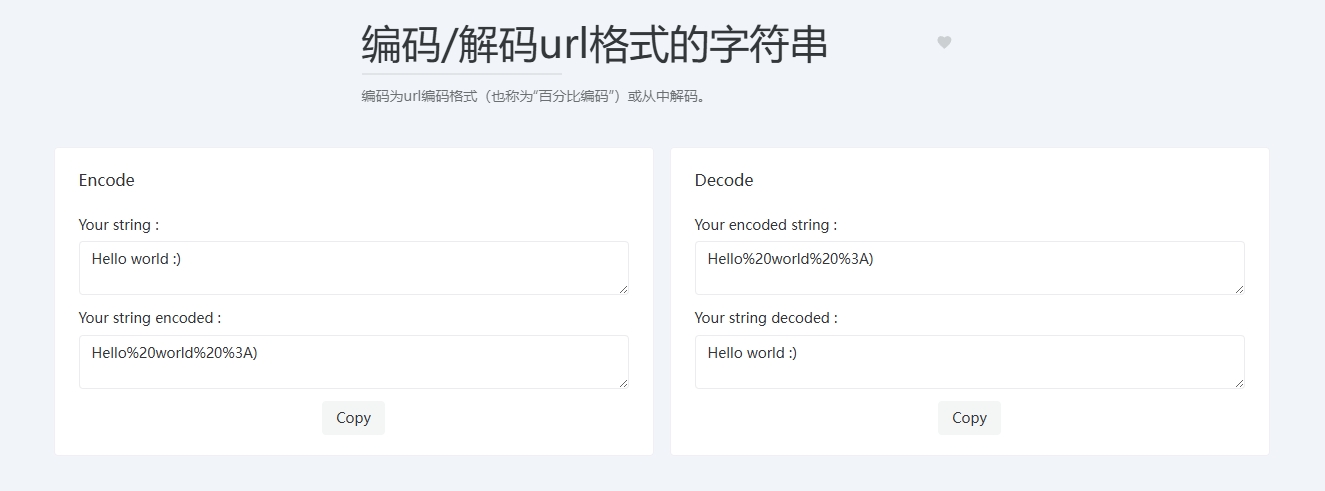 编码/解码url格式的字符串
编码为url编码格式（也称为“百分比编码”）或从中解码。
Encode
Your string :
Hello world :)
Your string encoded :
Hello%20world%20%3A)
Copy
Decode
Your encoded string :
Hello%20world%20%3A)
Your string decoded :
Hello world :)
Copy